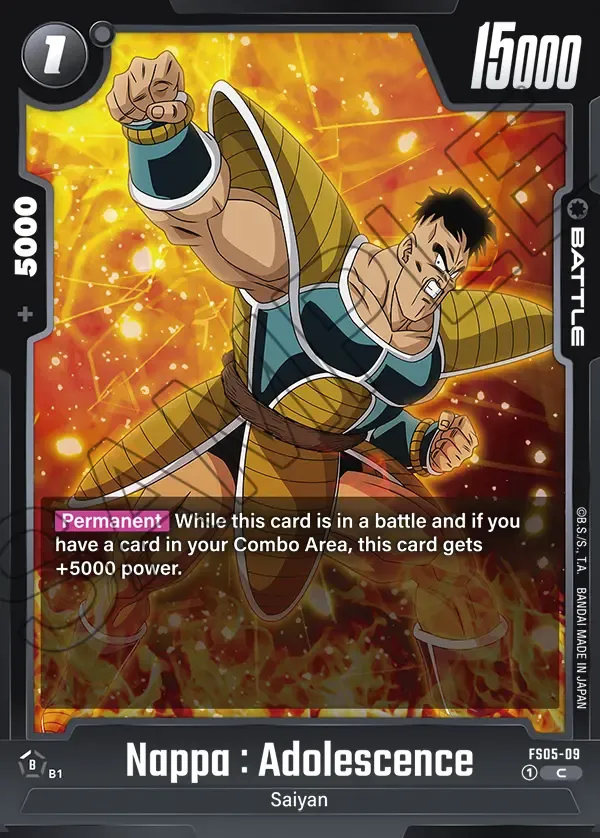 1
15000
+ 5000
BATTLE
SAMPLE
Permanent While this card is in a battle and if you
have a card in your Combo Area, this card gets
+5000 power.
©B.S./S., T.A. BANDAI MADE IN JAPAN
B B1
Nappa : Adolescence
FS05-09
1 C
Saiyan